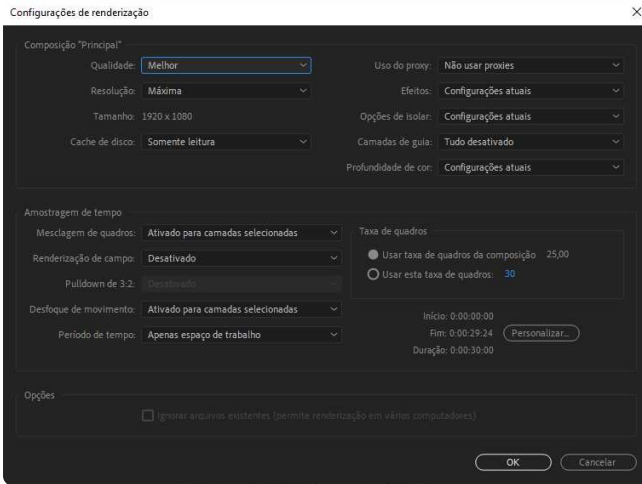 Configurações de renderização
Composição "Principal"
Qualidade: Melhor
Uso do proxy: Não usar proxies
Resolução: Máxima
Efeitos: Configurações atuais
Tamanho: 1920 x 1080
Opções de isolar: Configurações atuais
Cache de disco: Somente leitura
Camadas de guia: Tudo desativado
Profundidade de cor: Configurações atuais
Amostragem de tempo
Mesclagem de quadros: Ativado para camadas selecionadas
Renderização de campo: Desativado
Pulldown de 3:2: Desativado
Desfoque de movimento: Ativado para camadas selecionadas
Período de tempo: Apenas espaço de trabalho
Taxa de quadros
Usar taxa de quadros da composição 25,00
Usar esta taxa de quadros: 30
Início: 0:00:00:00
Fim: 0:00:29:24 Personalizar...
Duração: 0:00:30:00
Opções
Ignorar arquivos existentes (permite renderização em vários computadores)
OK Cancelar